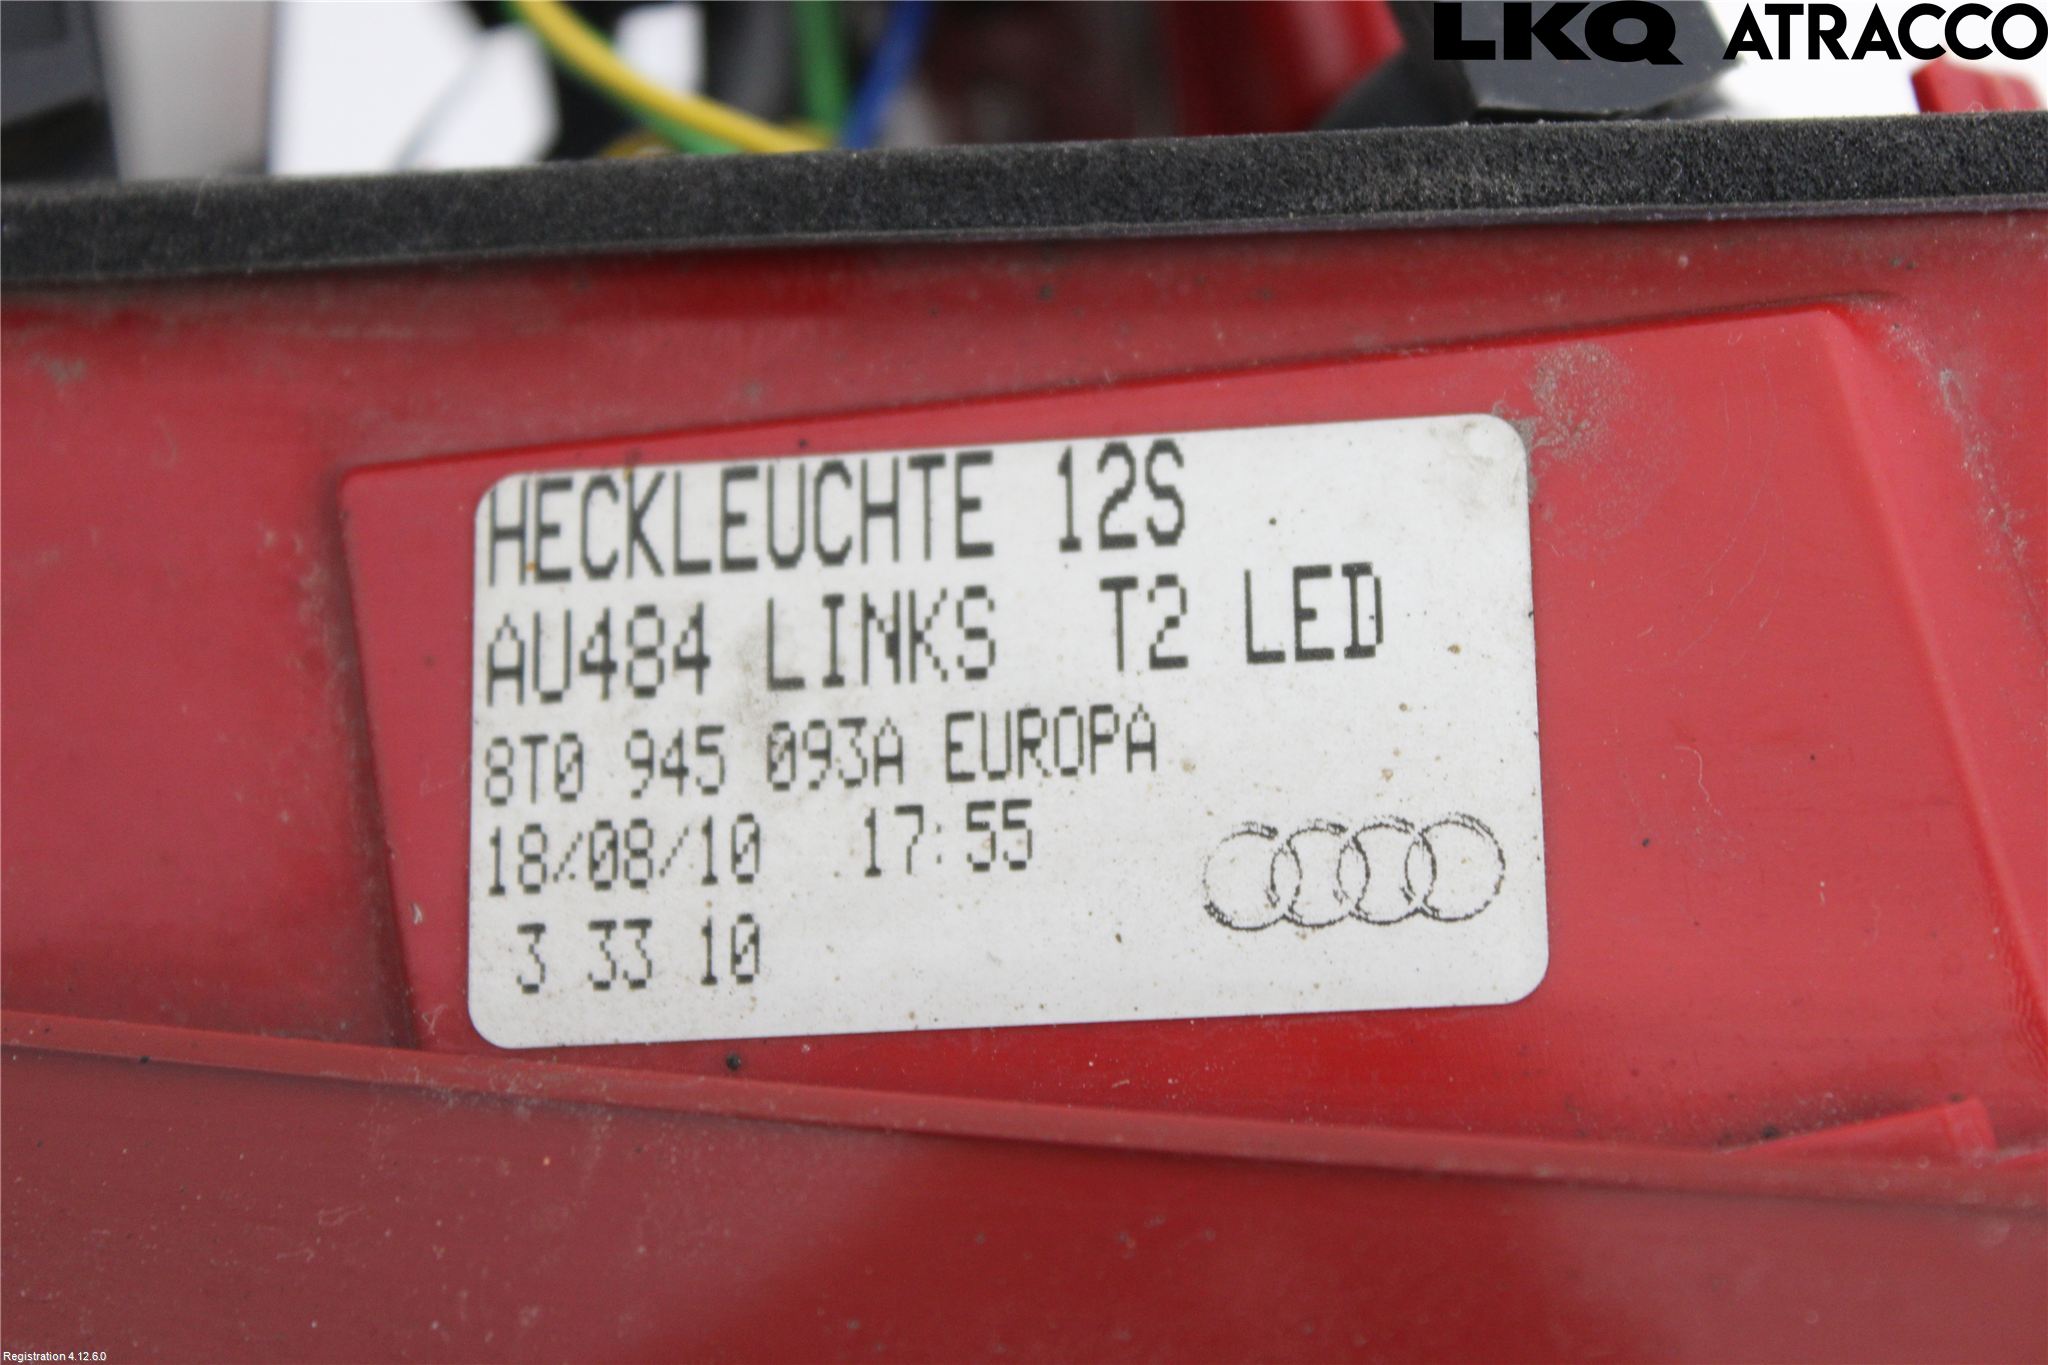 LKQ ATRACCO
HECKLEUCHTE 12S
AU484 LINKS T2 LED
8T0 945 093A EUROPA
18/08/10 17:55
3 33 10
Registration 4.12.6.0